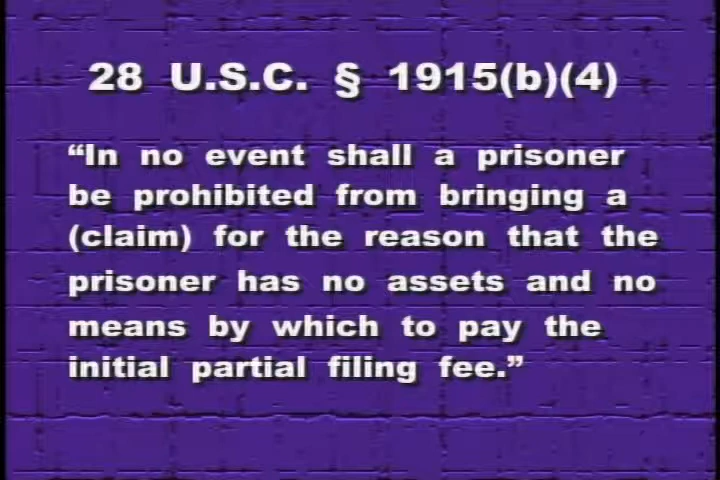 28 U.S.C. § 1915(b)(4)
“In no event shall a prisoner
be prohibited from bringing a
(claim) for the reason that the
prisoner has no assets and no
means by which to pay the
initial partial filing fee.”